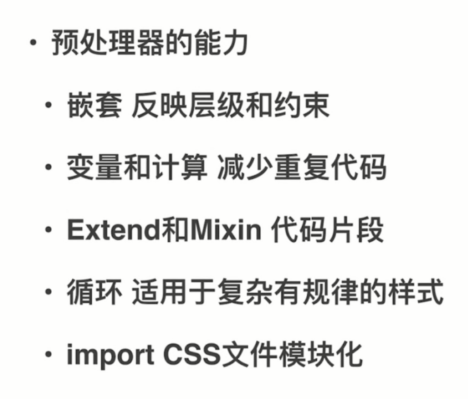 • 预处理器的能力
• 嵌套 反映层级和约束
• 变量和计算 减少重复代码
• Extend和Mixin 代码片段
• 循环 适用于复杂有规律的样式
• import CSS文件模块化